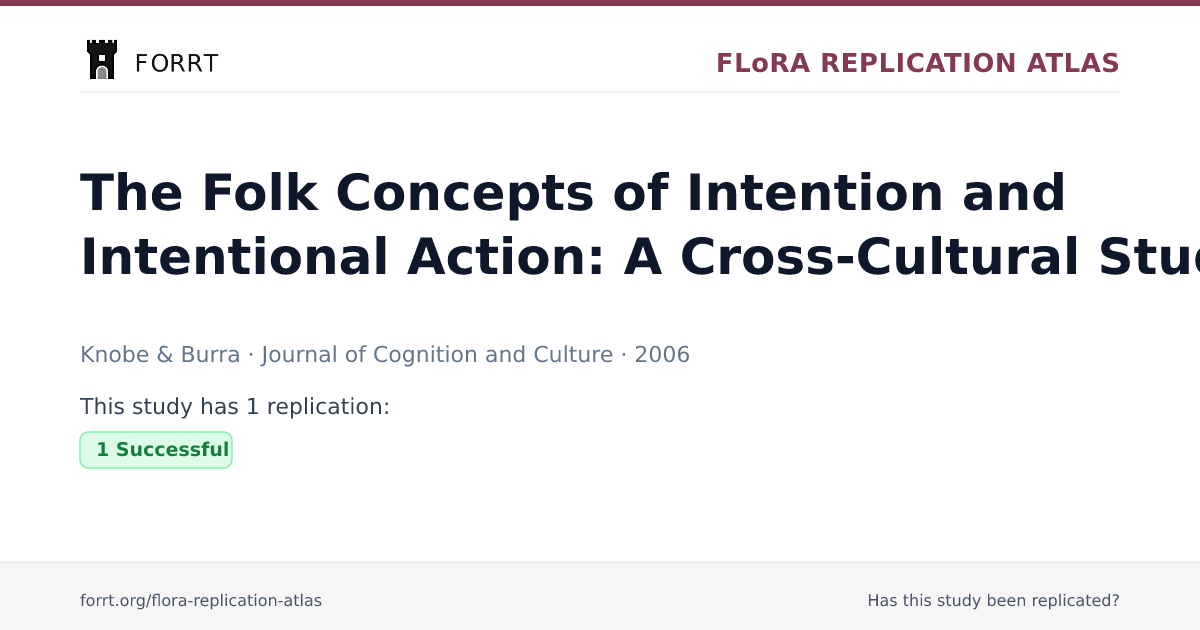 FORRT
FLoRA REPLICATION ATLAS
The Folk Concepts of Intention and
Intentional Action: A Cross-Cultural
Knobe & Burra · Journal of Cognition and Culture · 2006
This study has 1 replication:
1 Successful
forrt.org/flora-replication-atlas
Has this study been replicated?